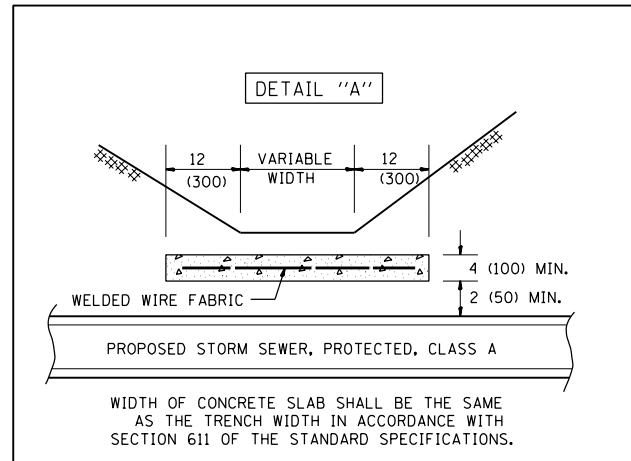 DETAIL "A"
12 VARIABLE 12
(300) WIDTH (300)
4 (100) MIN.
2 (50) MIN.
WELDED WIRE FABRIC
PROPOSED STORM SEWER, PROTECTED, CLASS A
WIDTH OF CONCRETE SLAB SHALL BE THE SAME
AS THE TRENCH WIDTH IN ACCORDANCE WITH
SECTION 611 OF THE STANDARD SPECIFICATIONS.